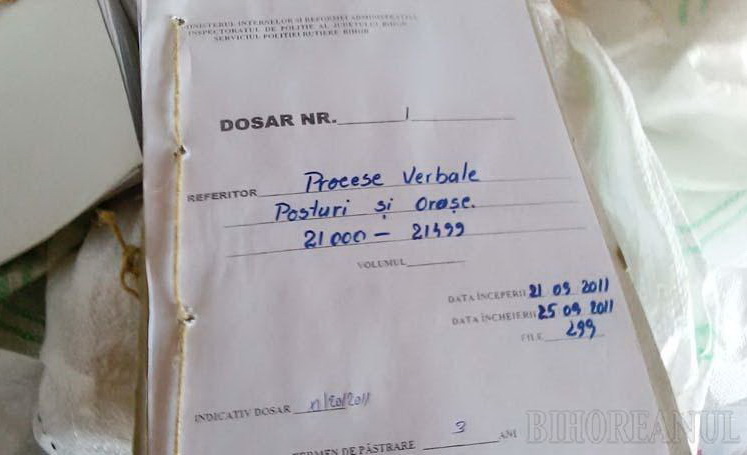 MINISTERUL INTERNELOR ȘI REFORMEI ADMINISTRATIVE
INSPECTORATUL DE POLIȚIE AL JUDEȚULUI BIHOR
SERVICIUL POLIȚIEI RUTIERE BIHOR
DOSAR NR. 1
REFERITOR Procese Verbale
Posturi și Orașe.
21000 – 21499
VOLUMUL
DATA ÎNCEPERII 21 09 2011
DATA ÎNCHEIERII 25 09 2011
FILE 299
INDICATIV DOSAR
TERMEN DE PĂSTRARE 3 ANI
BIHOREANUL